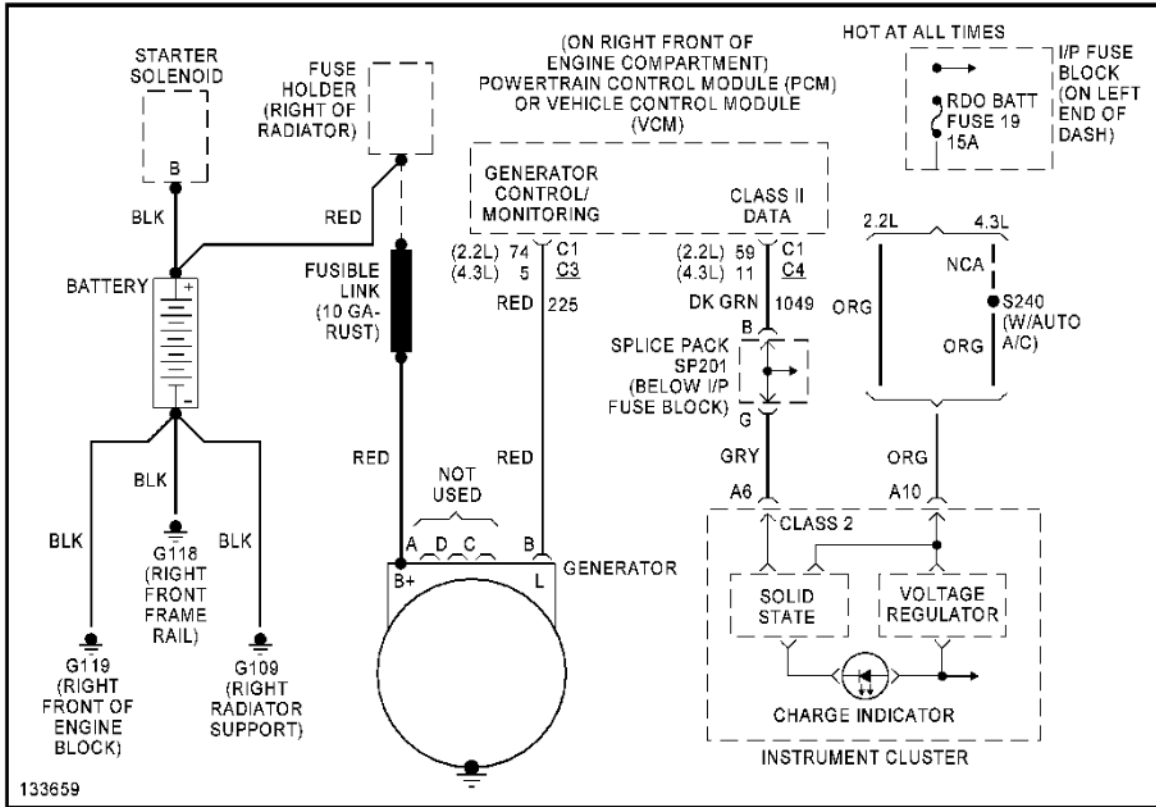 STARTER
SOLENOID
B
BLK
BATTERY
+
-
BLK
BLK
BLK
G119
(RIGHT
FRONT OF
ENGINE
BLOCK)
G118
(RIGHT
FRONT
FRAME
RAIL)
G109
(RIGHT
RADIATOR
SUPPORT)
133659
FUSE
HOLDER
(RIGHT OF
RADIATOR)
RED
FUSIBLE
LINK
(10 GA-
RUST)
RED
RED
NOT
USED
A D C B
B+ L
GENERATOR
(ON RIGHT FRONT OF
ENGINE COMPARTMENT)
POWERTRAIN CONTROL MODULE (PCM)
OR VEHICLE CONTROL MODULE
(VCM)
GENERATOR
CONTROL/
MONITORING
CLASS II
DATA
(2.2L) 74 C1
(4.3L) 5 C3
RED 225
(2.2L) 59 C1
(4.3L) 11 C4
DK GRN 1049
B
SPLICE PACK
SP201
(BELOW I/P
FUSE BLOCK)
G
GRY
A6
HOT AT ALL TIMES
RDO BATT
FUSE 19
15A
I/P FUSE
BLOCK
(ON LEFT
END OF
DASH)
2.2L 4.3L
NCA
ORG
S240
(W/AUTO
A/C)
ORG
ORG
A10
CLASS 2
SOLID
STATE
VOLTAGE
REGULATOR
CHARGE INDICATOR
INSTRUMENT CLUSTER